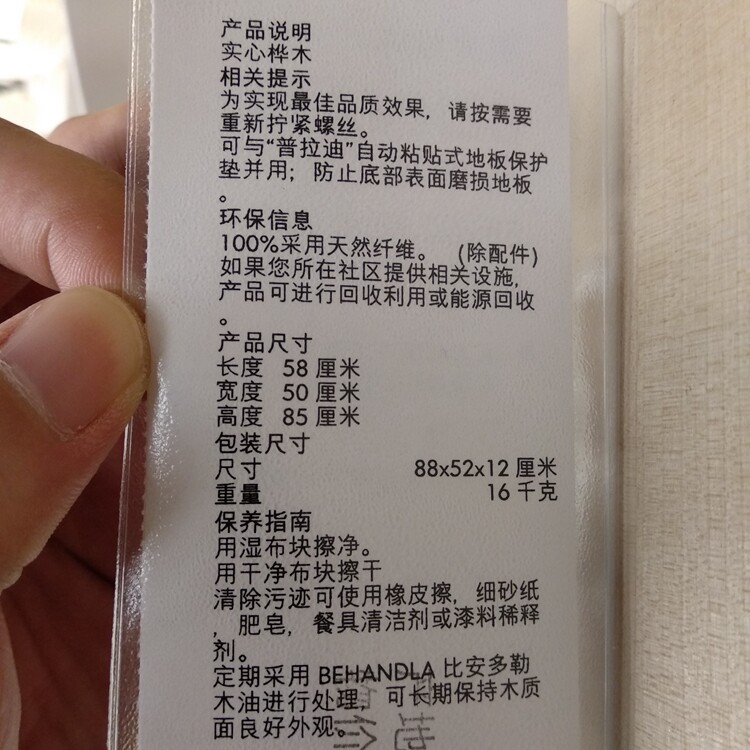 产品说明
实心桦木
相关提示
为实现最佳品质效果，请按需要
重新拧紧螺丝。
可与“普拉迪”自动粘贴式地板保护
垫并用；防止底部表面磨损地板
。
环保信息
100%采用天然纤维。 (除配件)
如果您所在社区提供相关设施，
产品可进行回收利用或能源回收
。
产品尺寸
长度 58 厘米
宽度 50 厘米
高度 85 厘米
包装尺寸
尺寸 88x52x12 厘米
重量 16 千克
保养指南
用湿布块擦净。
用干净布块擦干
清除污迹可使用橡皮擦，细砂纸
，肥皂，餐具清洁剂或漆料稀释
剂。
定期采用 BEHANDLA 比安多勒
木油进行处理，可长期保持木质
面良好外观。